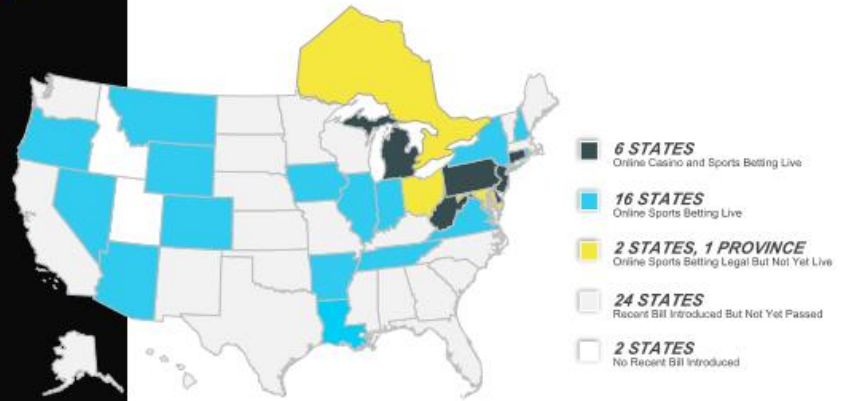 6 STATES
Online Casino and Sports Betting Live
16 STATES
Online Sports Betting Live
2 STATES, 1 PROVINCE
Online Sports Betting Legal But Not Yet Live
24 STATES
Recent Bill Introduced But Not Yet Passed
2 STATES
No Recent Bill Introduced